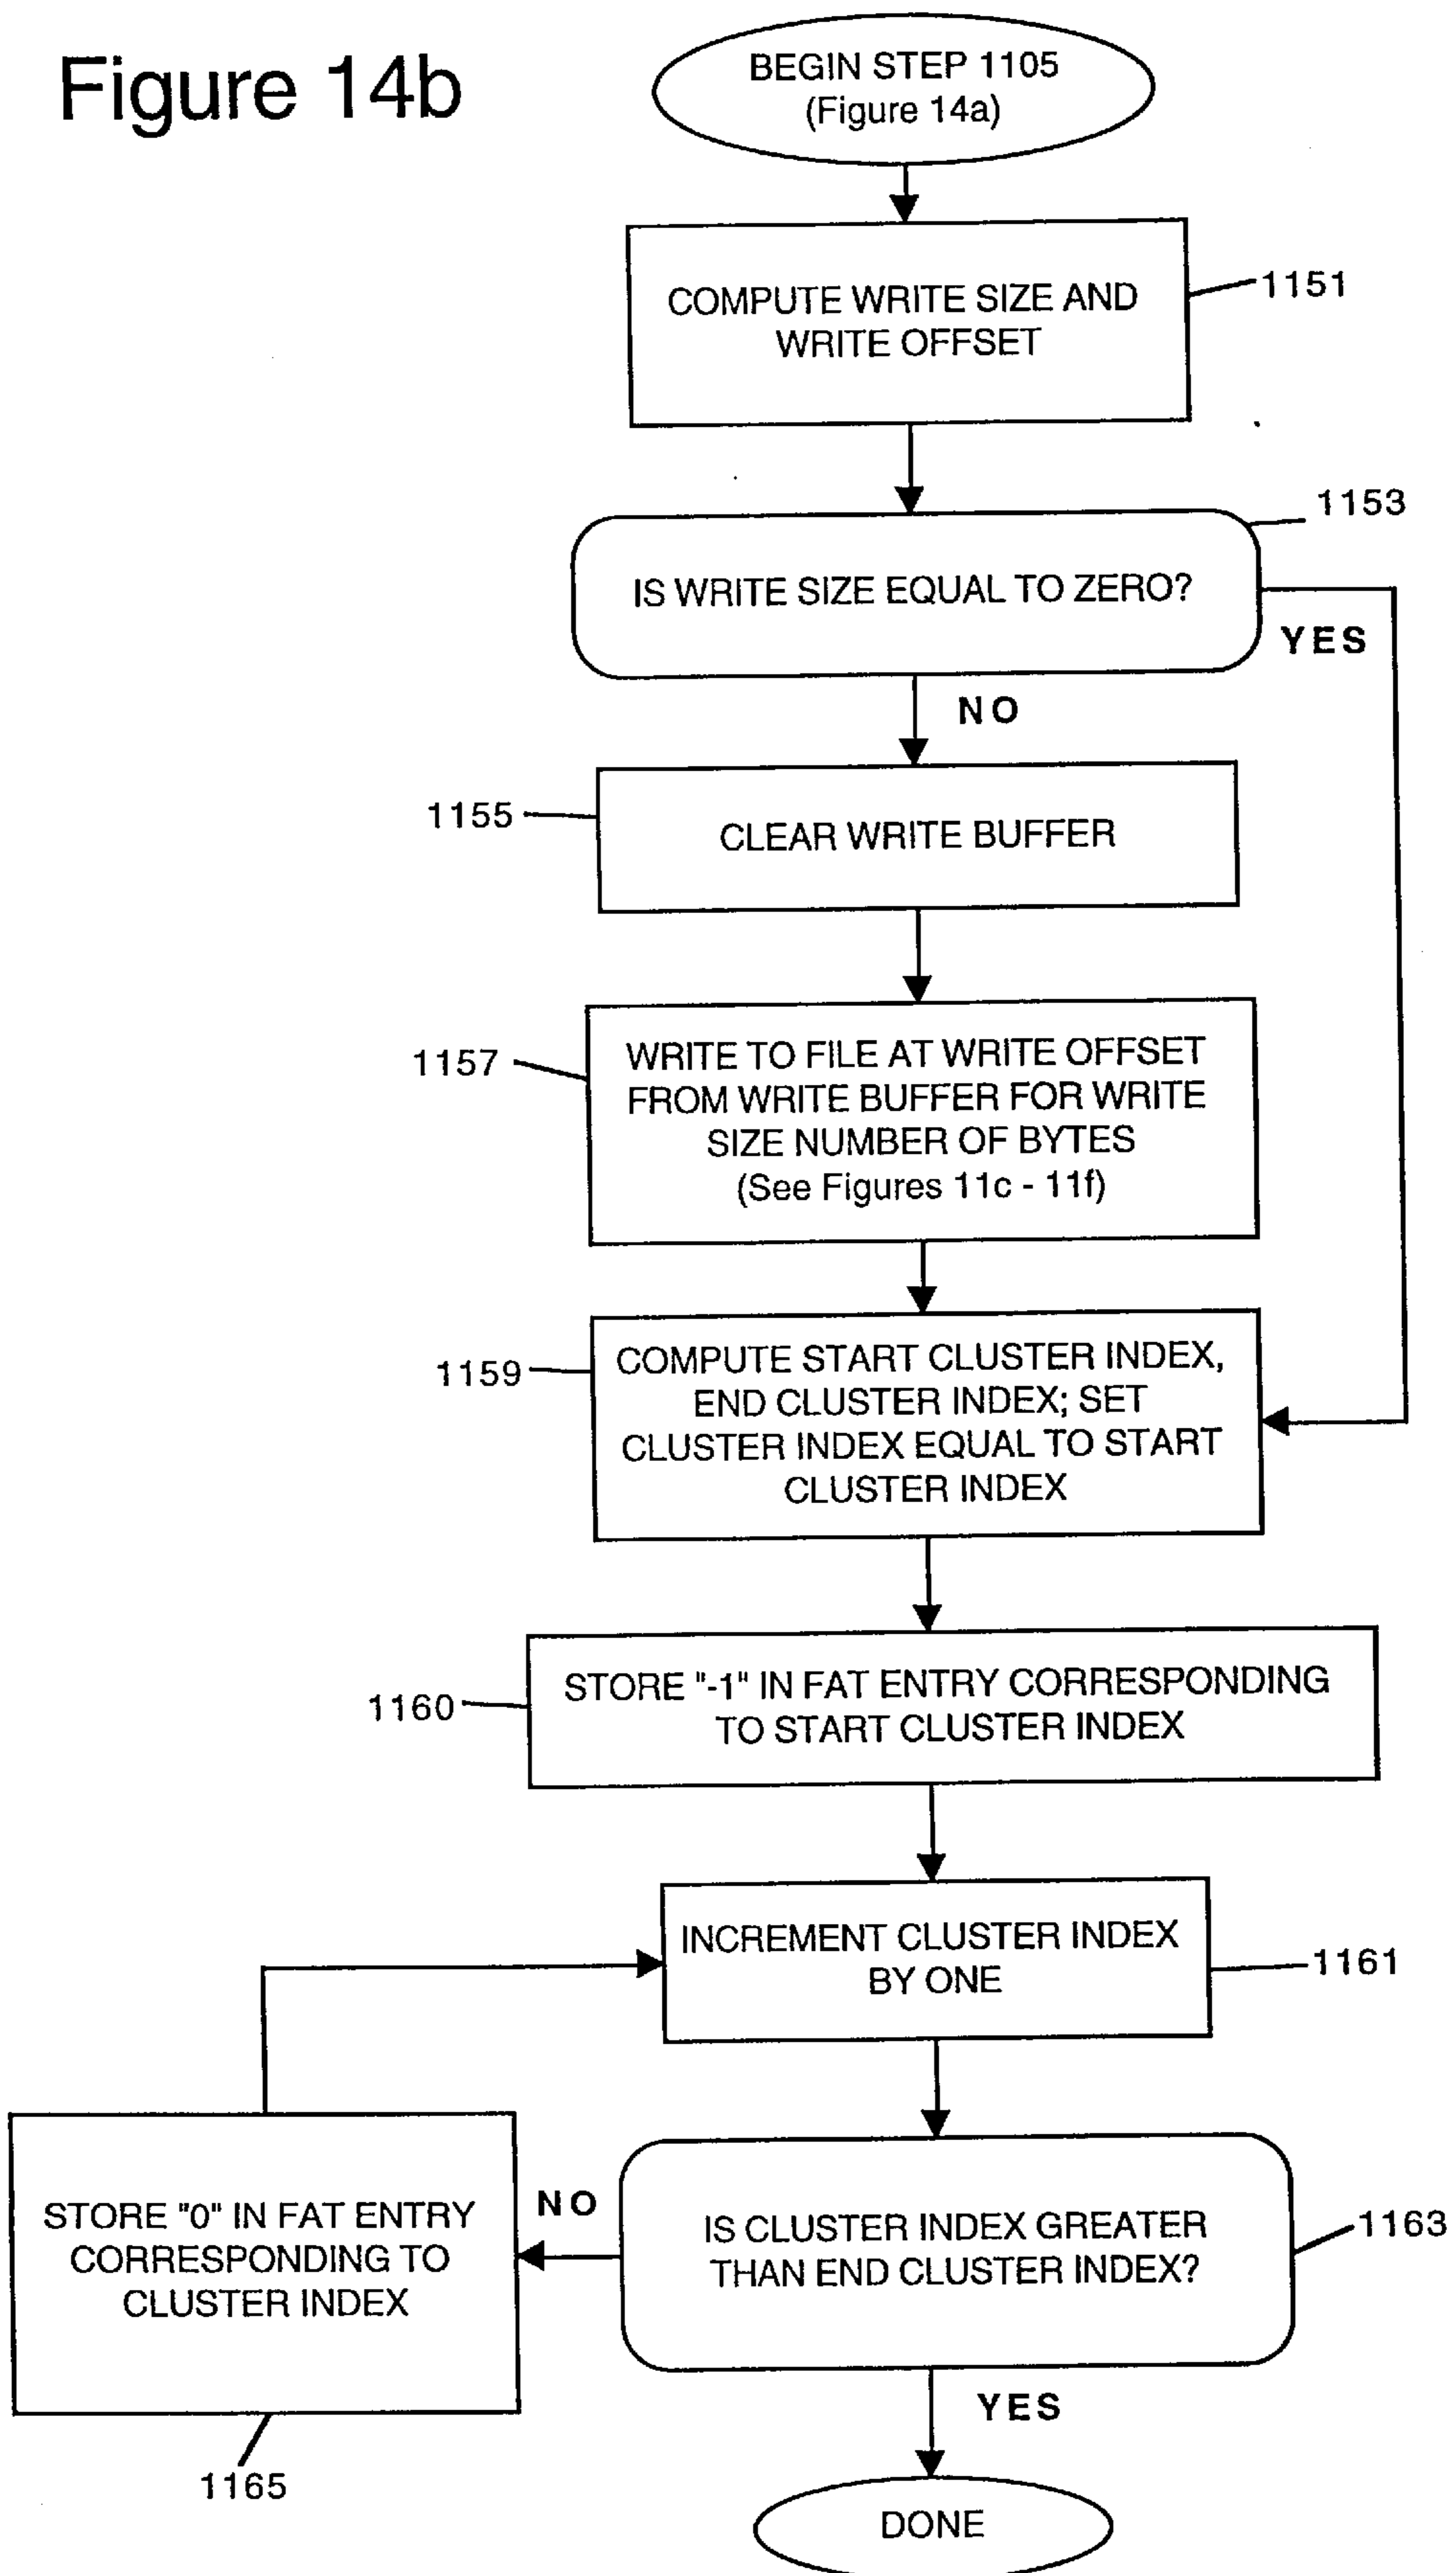 Figure 14b
BEGIN STEP 1105
(Figure 14a)
COMPUTE WRITE SIZE AND
WRITE OFFSET
1151
1153
IS WRITE SIZE EQUAL TO ZERO?
YES
NO
1155
CLEAR WRITE BUFFER
1157
WRITE TO FILE AT WRITE OFFSET
FROM WRITE BUFFER FOR WRITE
SIZE NUMBER OF BYTES
(See Figures 11c - 11f)
1159
COMPUTE START CLUSTER INDEX,
END CLUSTER INDEX; SET
CLUSTER INDEX EQUAL TO START
CLUSTER INDEX
1160
STORE "-1" IN FAT ENTRY CORRESPONDING
TO START CLUSTER INDEX
INCREMENT CLUSTER INDEX
BY ONE
1161
STORE "0" IN FAT ENTRY
CORRESPONDING TO
CLUSTER INDEX
NO
IS CLUSTER INDEX GREATER
THAN END CLUSTER INDEX?
1163
YES
1165
DONE